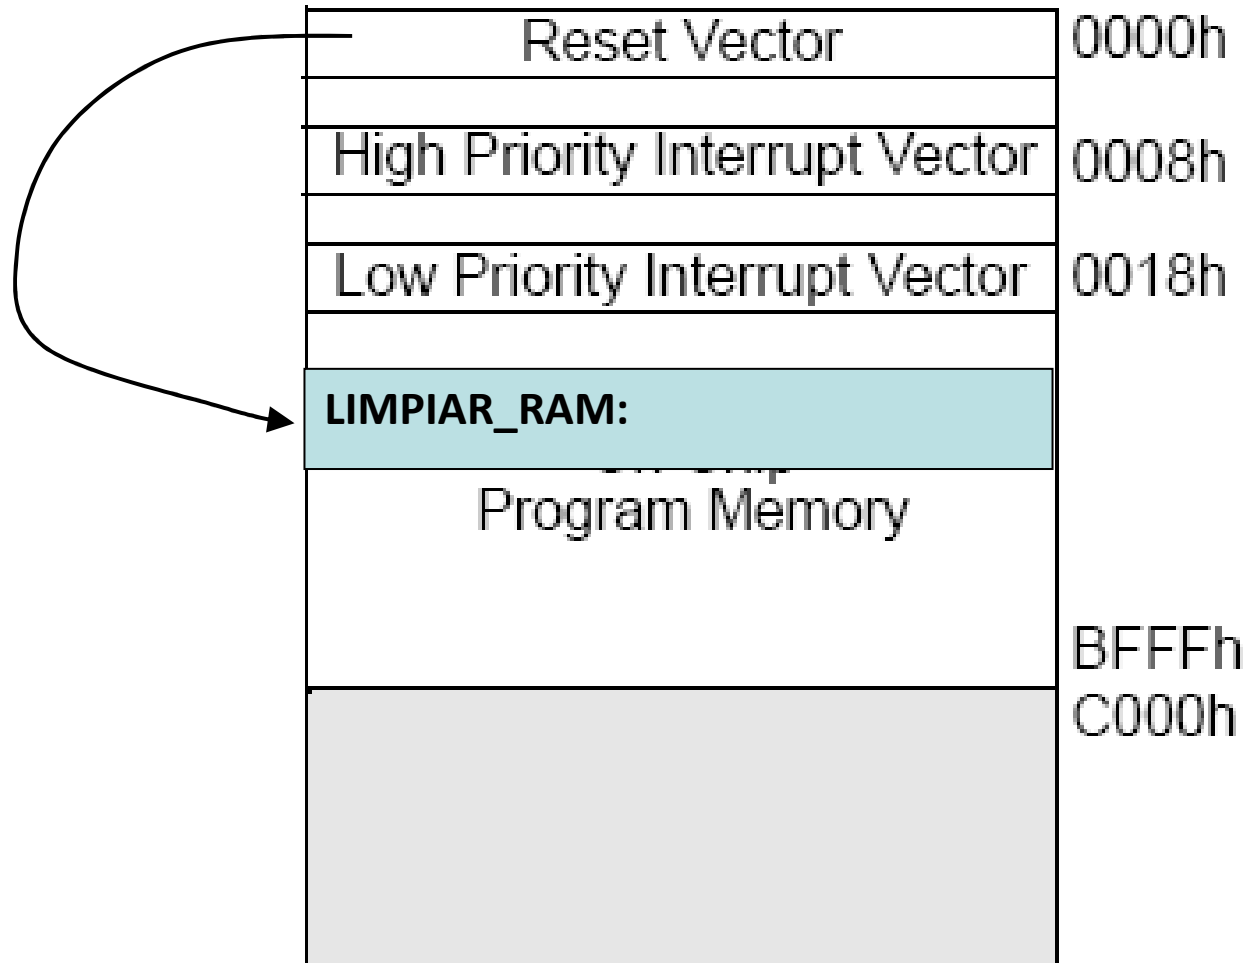 Reset Vector 0000h
High Priority Interrupt Vector 0008h
Low Priority Interrupt Vector 0018h
LIMPIAR_RAM:
Program Memory
BFFFh
C000h